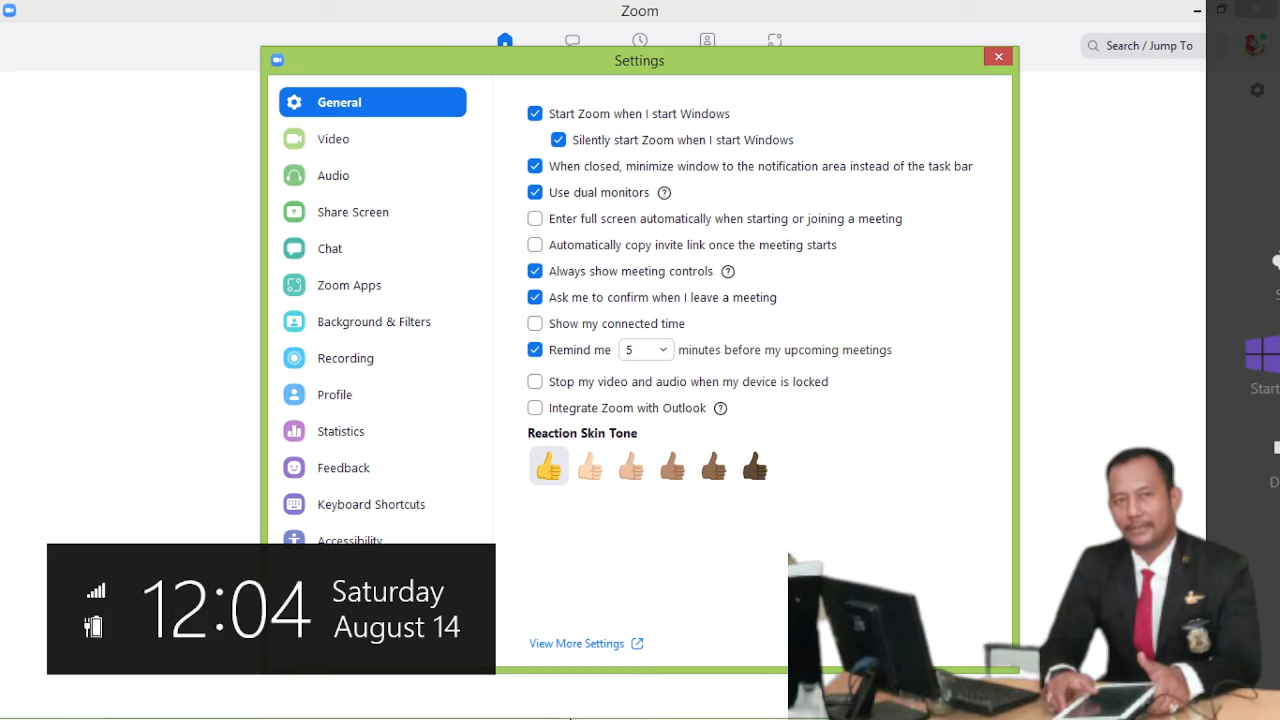 Zoom
Search / Jump To
Settings
General
Video
Audio
Share Screen
Chat
Zoom Apps
Background & Filters
Recording
Profile
Statistics
Feedback
Keyboard Shortcuts
Accessibility
Start Zoom when I start Windows
Silently start Zoom when I start Windows
When closed, minimize window to the notification area instead of the task bar
Use dual monitors
Enter full screen automatically when starting or joining a meeting
Automatically copy invite link once the meeting starts
Always show meeting controls
Ask me to confirm when I leave a meeting
Show my connected time
Remind me 5 minutes before my upcoming meetings
Stop my video and audio when my device is locked
Integrate Zoom with Outlook
Reaction Skin Tone
View More Settings
12:04
Saturday
August 14
Start
D